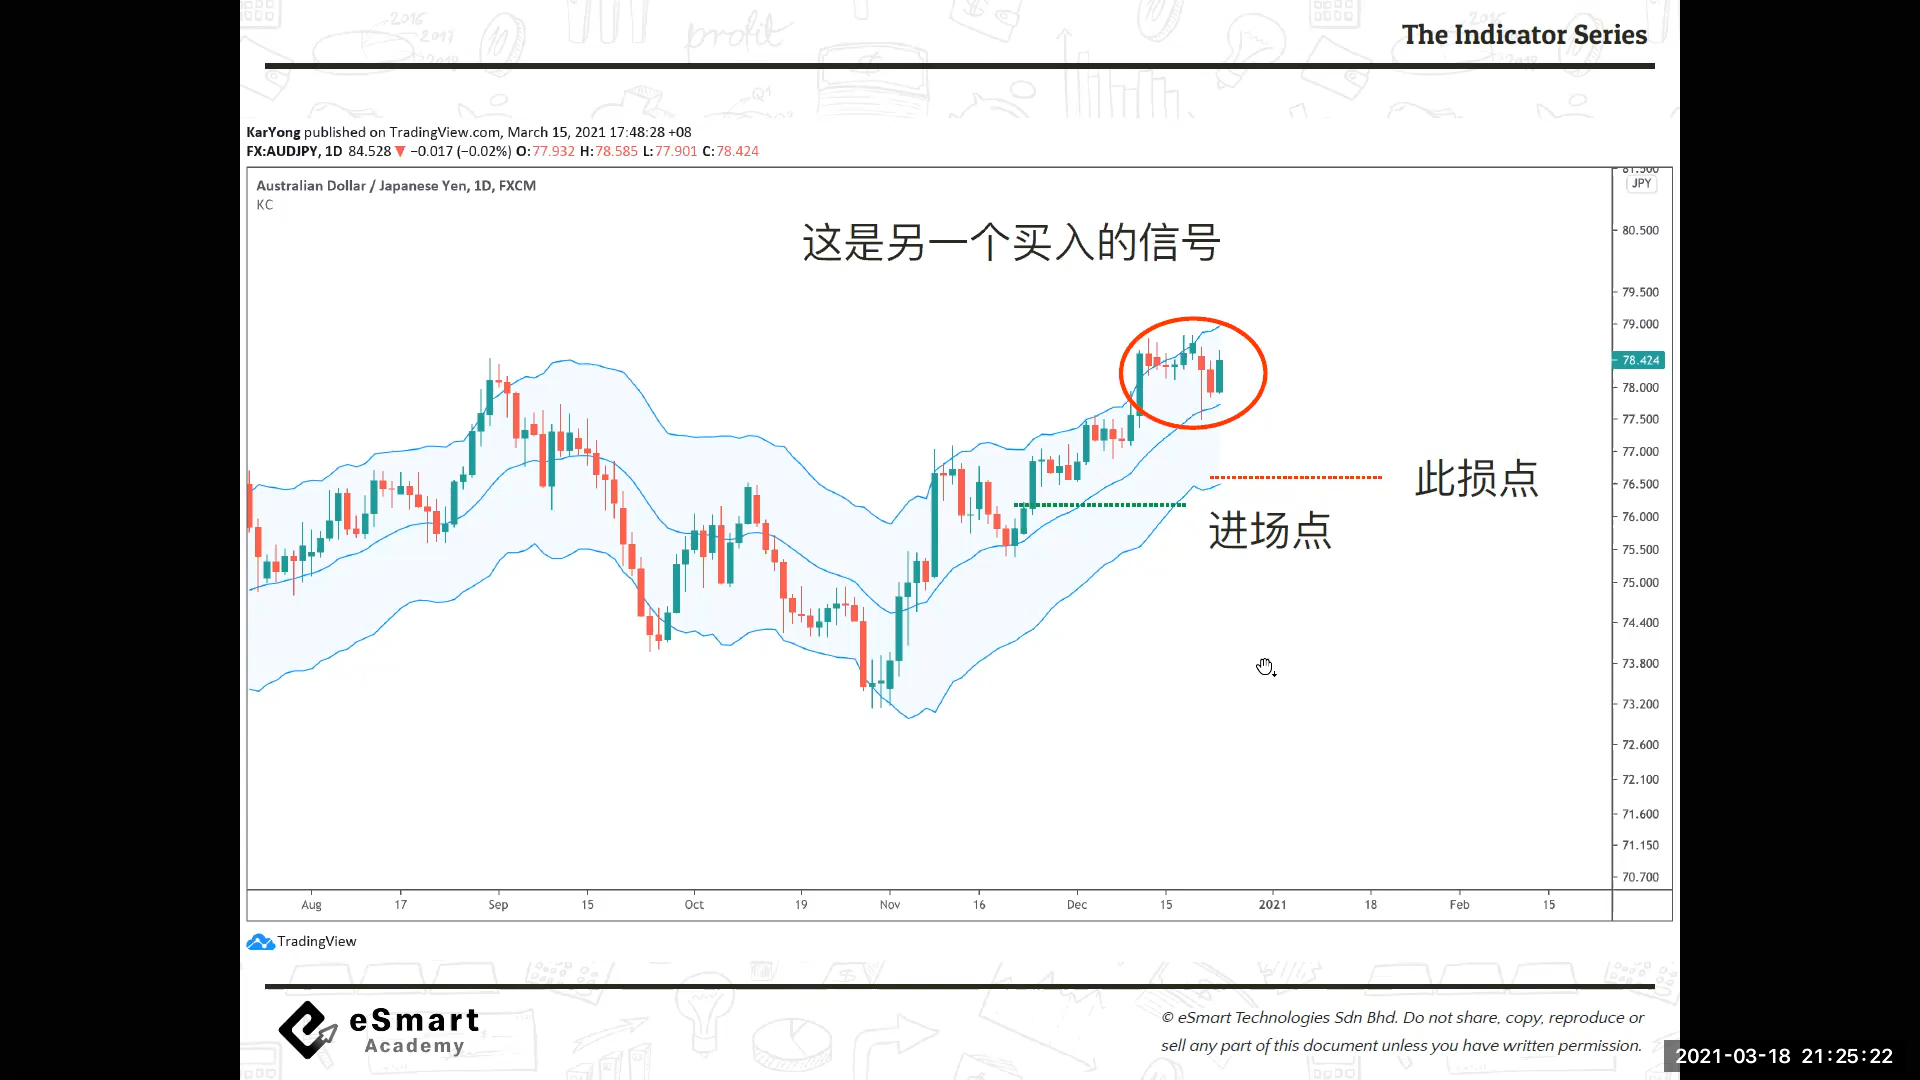 The Indicator Series
KarYong published on TradingView.com, March 15, 2021 17:48:28 +08
FX:AUDJPY, 1D 84.528 ▼ −0.017 (−0.02%) O:77.932 H:78.585 L:77.901 C:78.424
Australian Dollar / Japanese Yen, 1D, FXCM
KC
这是另一个买入的信号
此损点
进场点
81.500
JPY
80.500
79.500
79.000
78.424
78.000
77.500
77.000
76.500
76.000
75.500
75.000
74.400
73.800
73.200
72.600
72.100
71.600
71.150
70.700
Aug 17 Sep 15 Oct 19 Nov 16 Dec 15 2021 18 Feb 15
TradingView
eSmart
Academy
© eSmart Technologies Sdn Bhd. Do not share, copy, reproduce or
sell any part of this document unless you have written permission.
2021-03-18 21:25:22